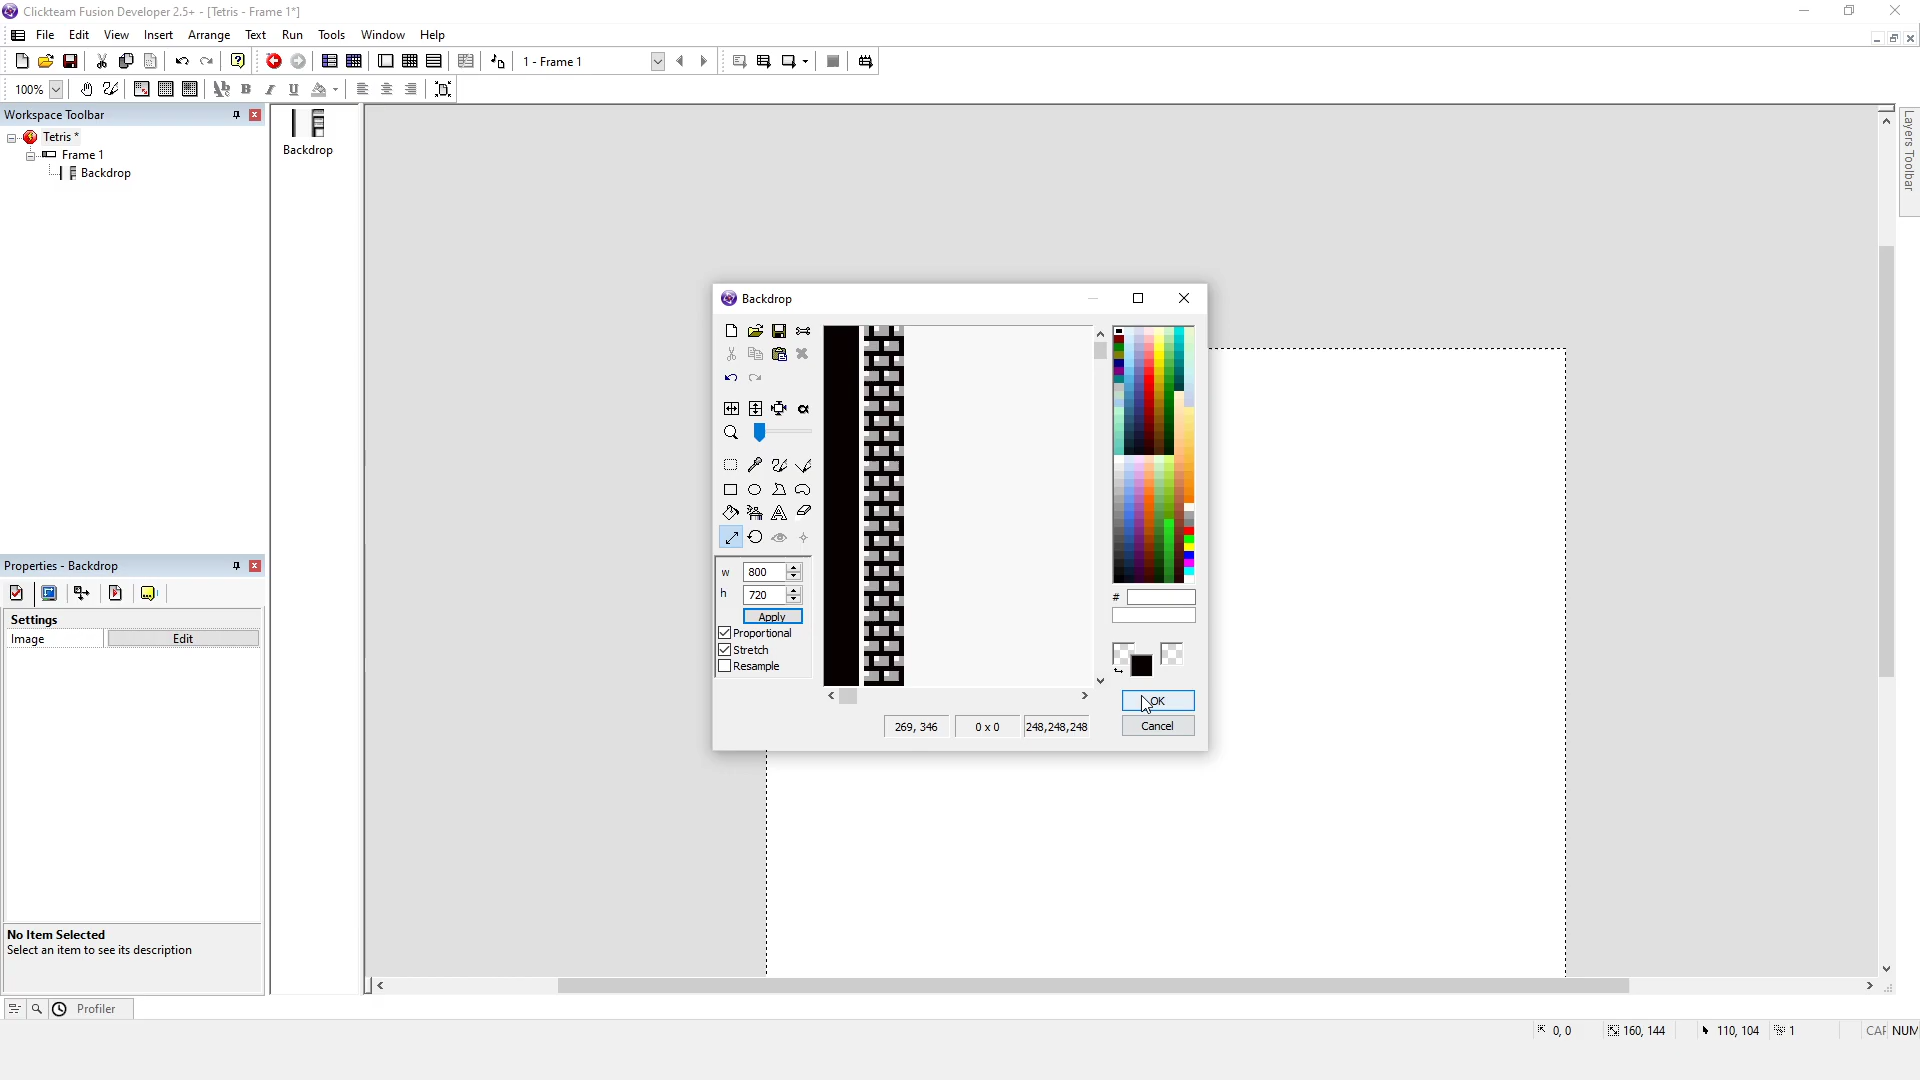 Clickteam Fusion Developer 2.5+ - [Tetris - Frame 1*]
File Edit View Insert Arrange Text Run Tools Window Help
1 - Frame 1
100%
Workspace Toolbar
Tetris *
Frame 1
Backdrop
Backdrop
Layers Toolbar
Backdrop
w 800
h 720
Apply
Proportional
Stretch
Resample
#
OK
Cancel
269, 346
0 x 0
248,248,248
Properties - Backdrop
Settings
Image Edit
No Item Selected
Select an item to see its description
Profiler
0, 0
160, 144
110, 104
1
CAP NUM